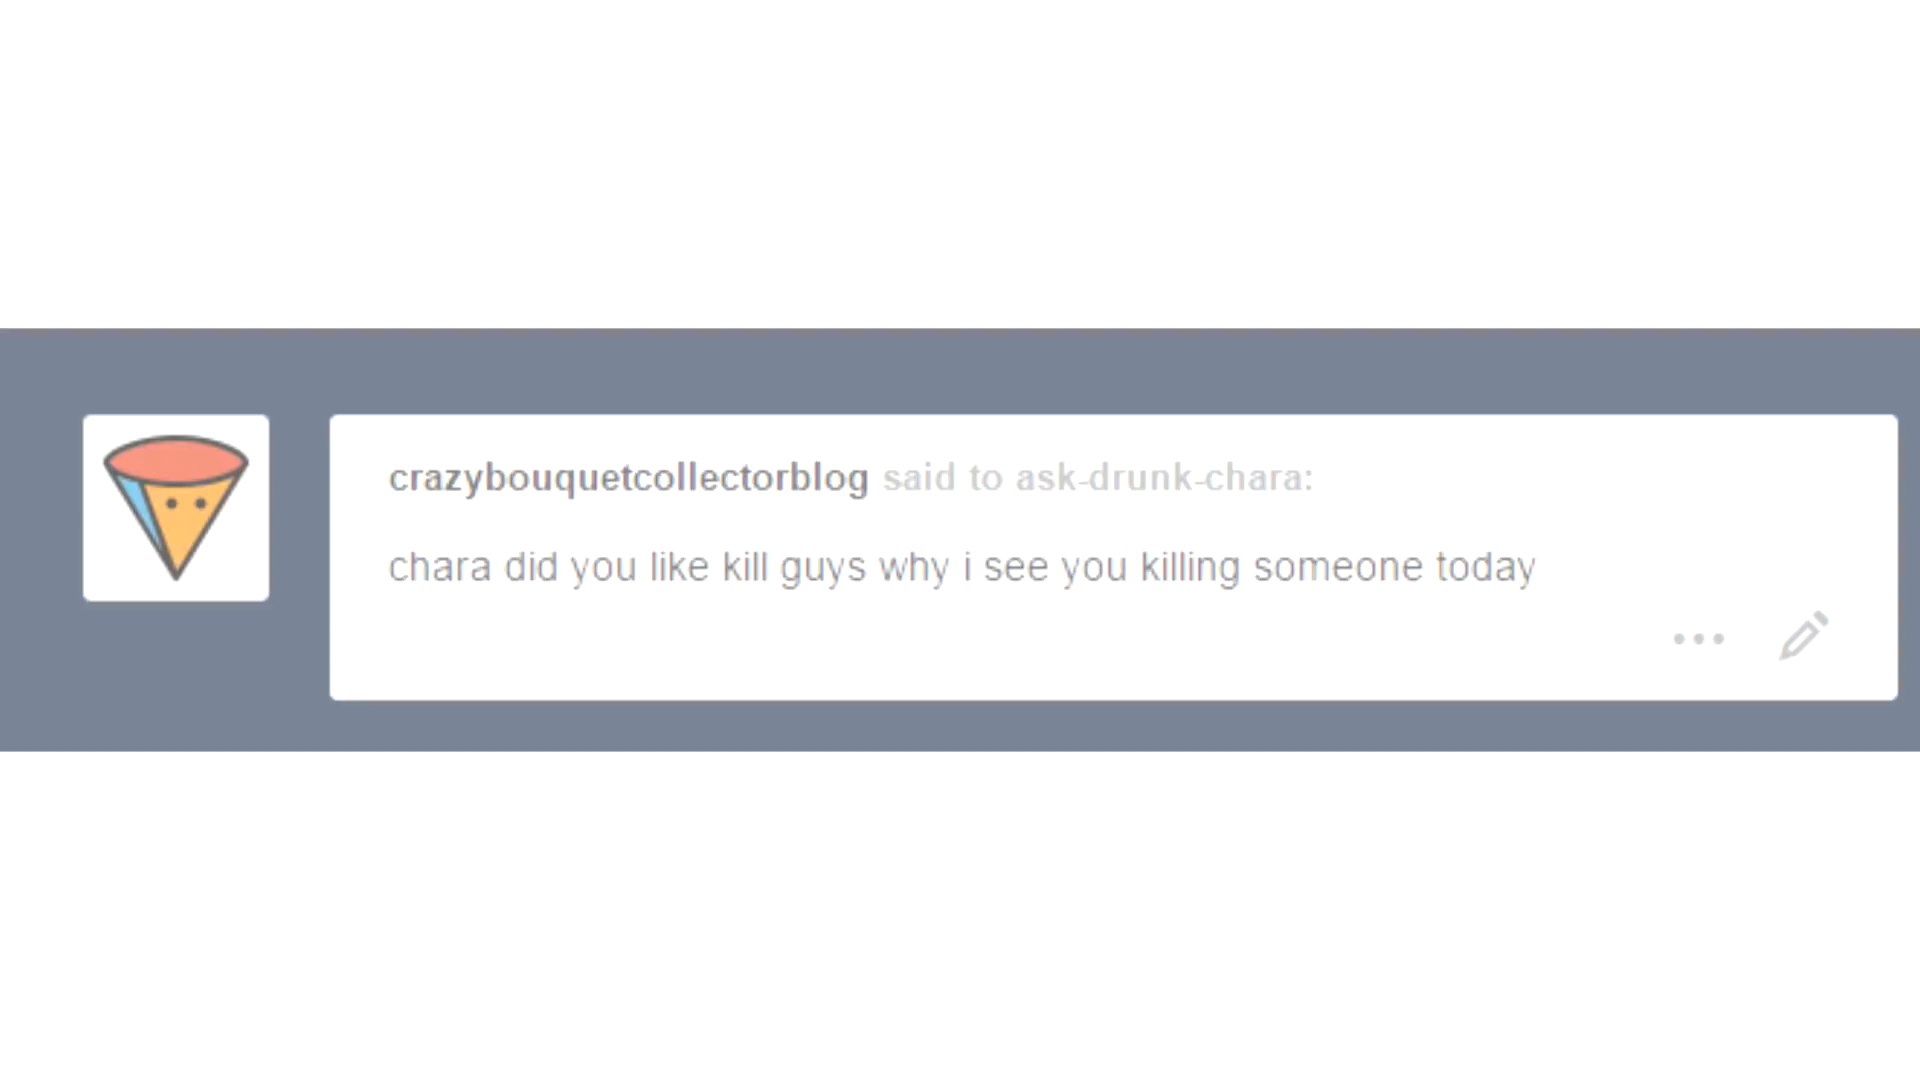 crazybouquetcollectorblog said to ask-drunk-chara:
chara did you like kill guys why i see you killing someone today